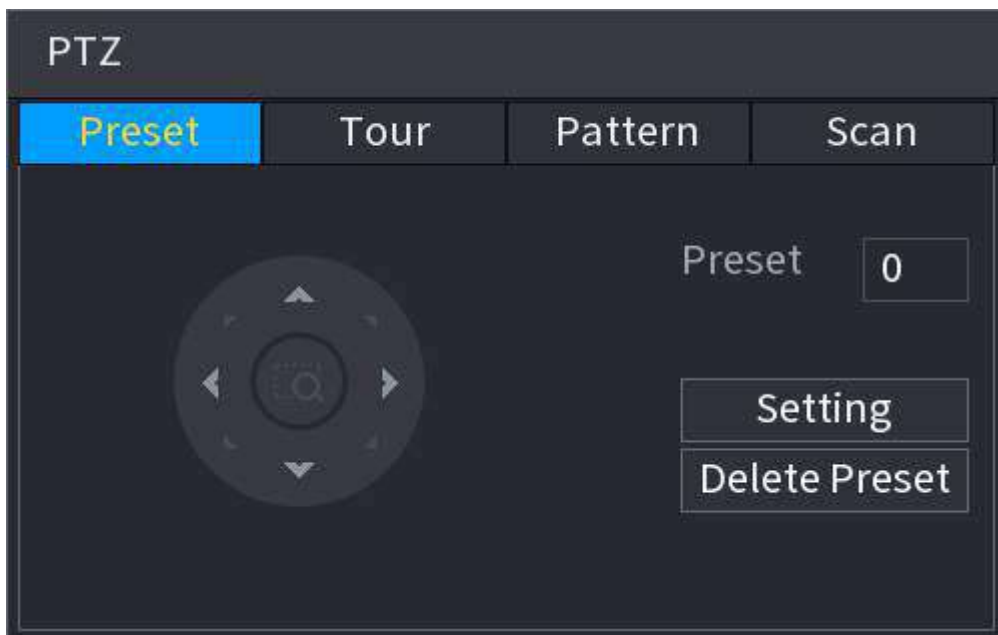 PTZ
Preset Tour Pattern Scan
Preset 0
Setting
Delete Preset